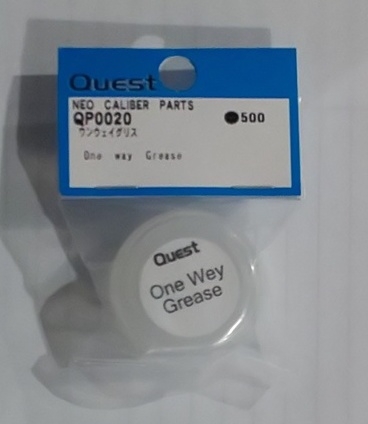 Quest
NEO CALIBER PARTS
QP0020 ●500
ワンウェイグリス
One way Grease
Quest
One Wey
Grease